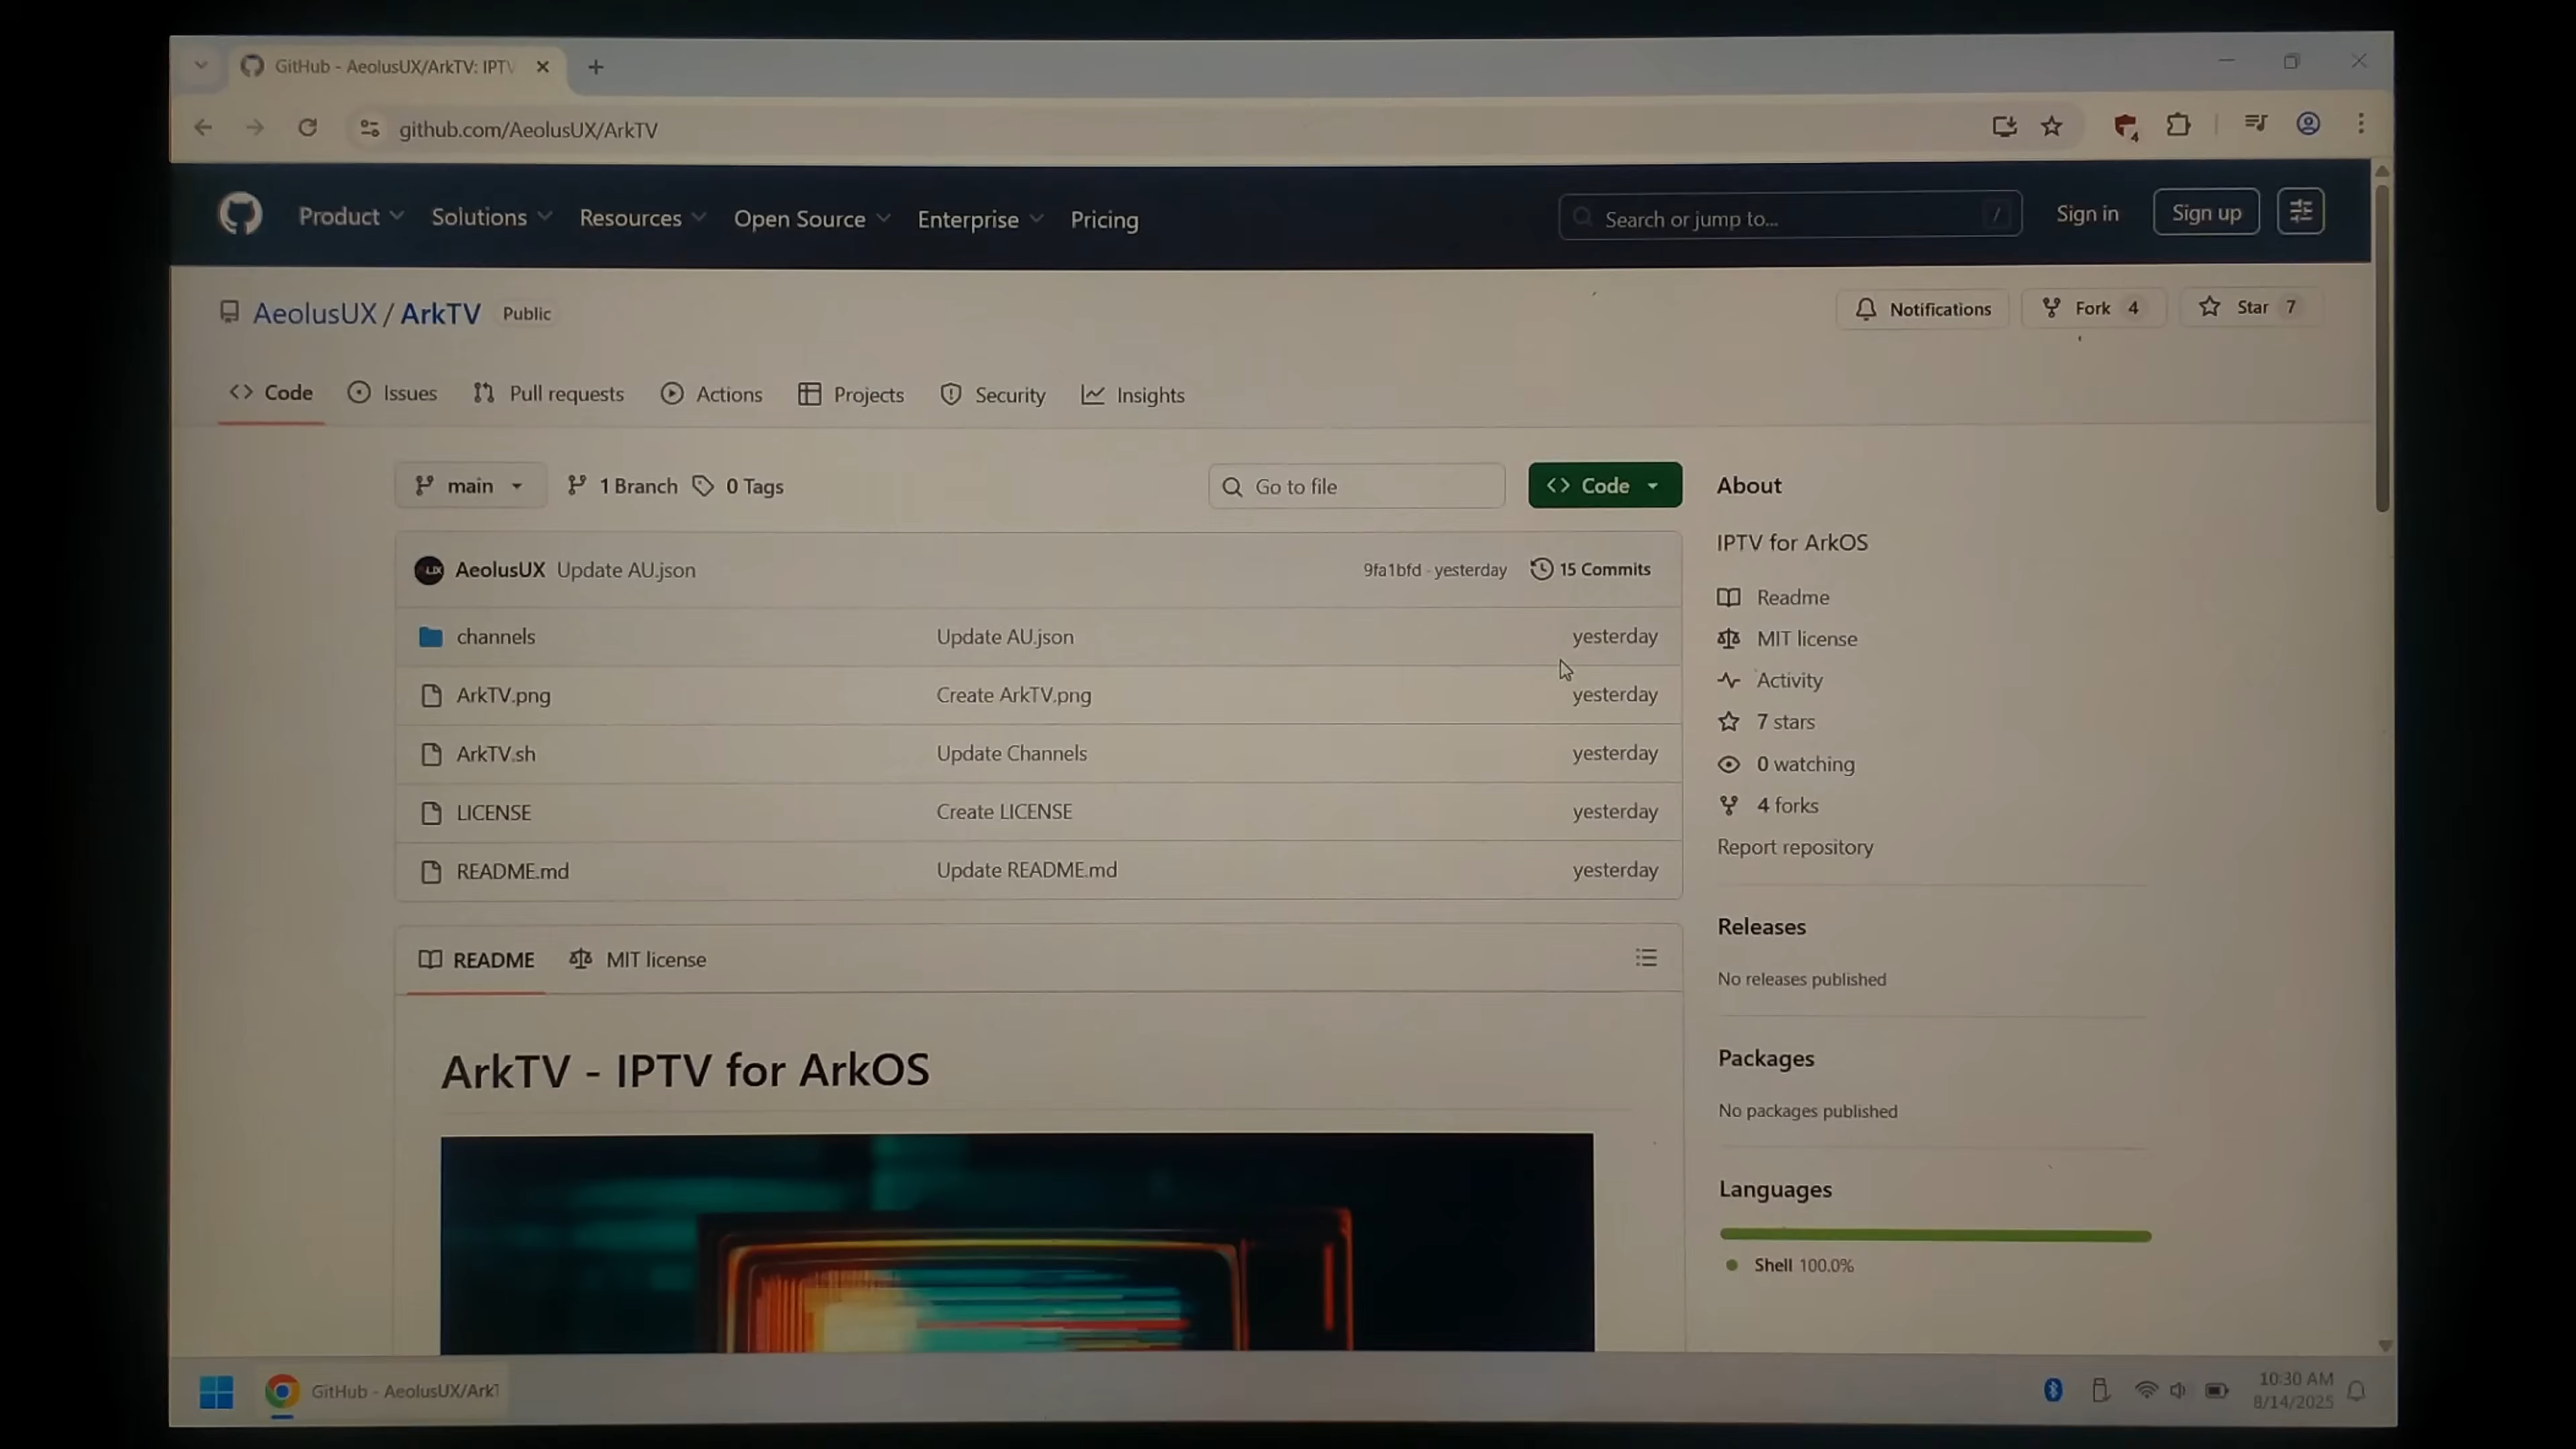 GitHub - AeolusUX/ArkTV: IPTV
github.com/AeolusUX/ArkTV
4
Product
Solutions
Resources
Open Source
Enterprise
Pricing
Search or jump to...
/
Sign in
Sign up
AeolusUX / ArkTV
Public
Notifications
Fork 4
Star 7
Code
Issues
Pull requests
Actions
Projects
Security
Insights
main
1 Branch
0 Tags
Go to file
Code
AeolusUX Update AU.json
9fa1bfd · yesterday
15 Commits
channels
Update AU.json
yesterday
ArkTV.png
Create ArkTV.png
yesterday
ArkTV.sh
Update Channels
yesterday
LICENSE
Create LICENSE
yesterday
README.md
Update README.md
yesterday
README
MIT license
ArkTV - IPTV for ArkOS
About
IPTV for ArkOS
Readme
MIT license
Activity
7 stars
0 watching
4 forks
Report repository
Releases
No releases published
Packages
No packages published
Languages
Shell 100.0%
GitHub - AeolusUX/ArkT
10:30 AM
8/14/2025